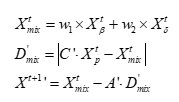 X^t_mix = w_1 × X^t_β + w_2 × X^t_δ
D'_mix = |C'·X^t_p − X^t_mix|
X^{t+1'} = X^t_mix − A'·D'_mix